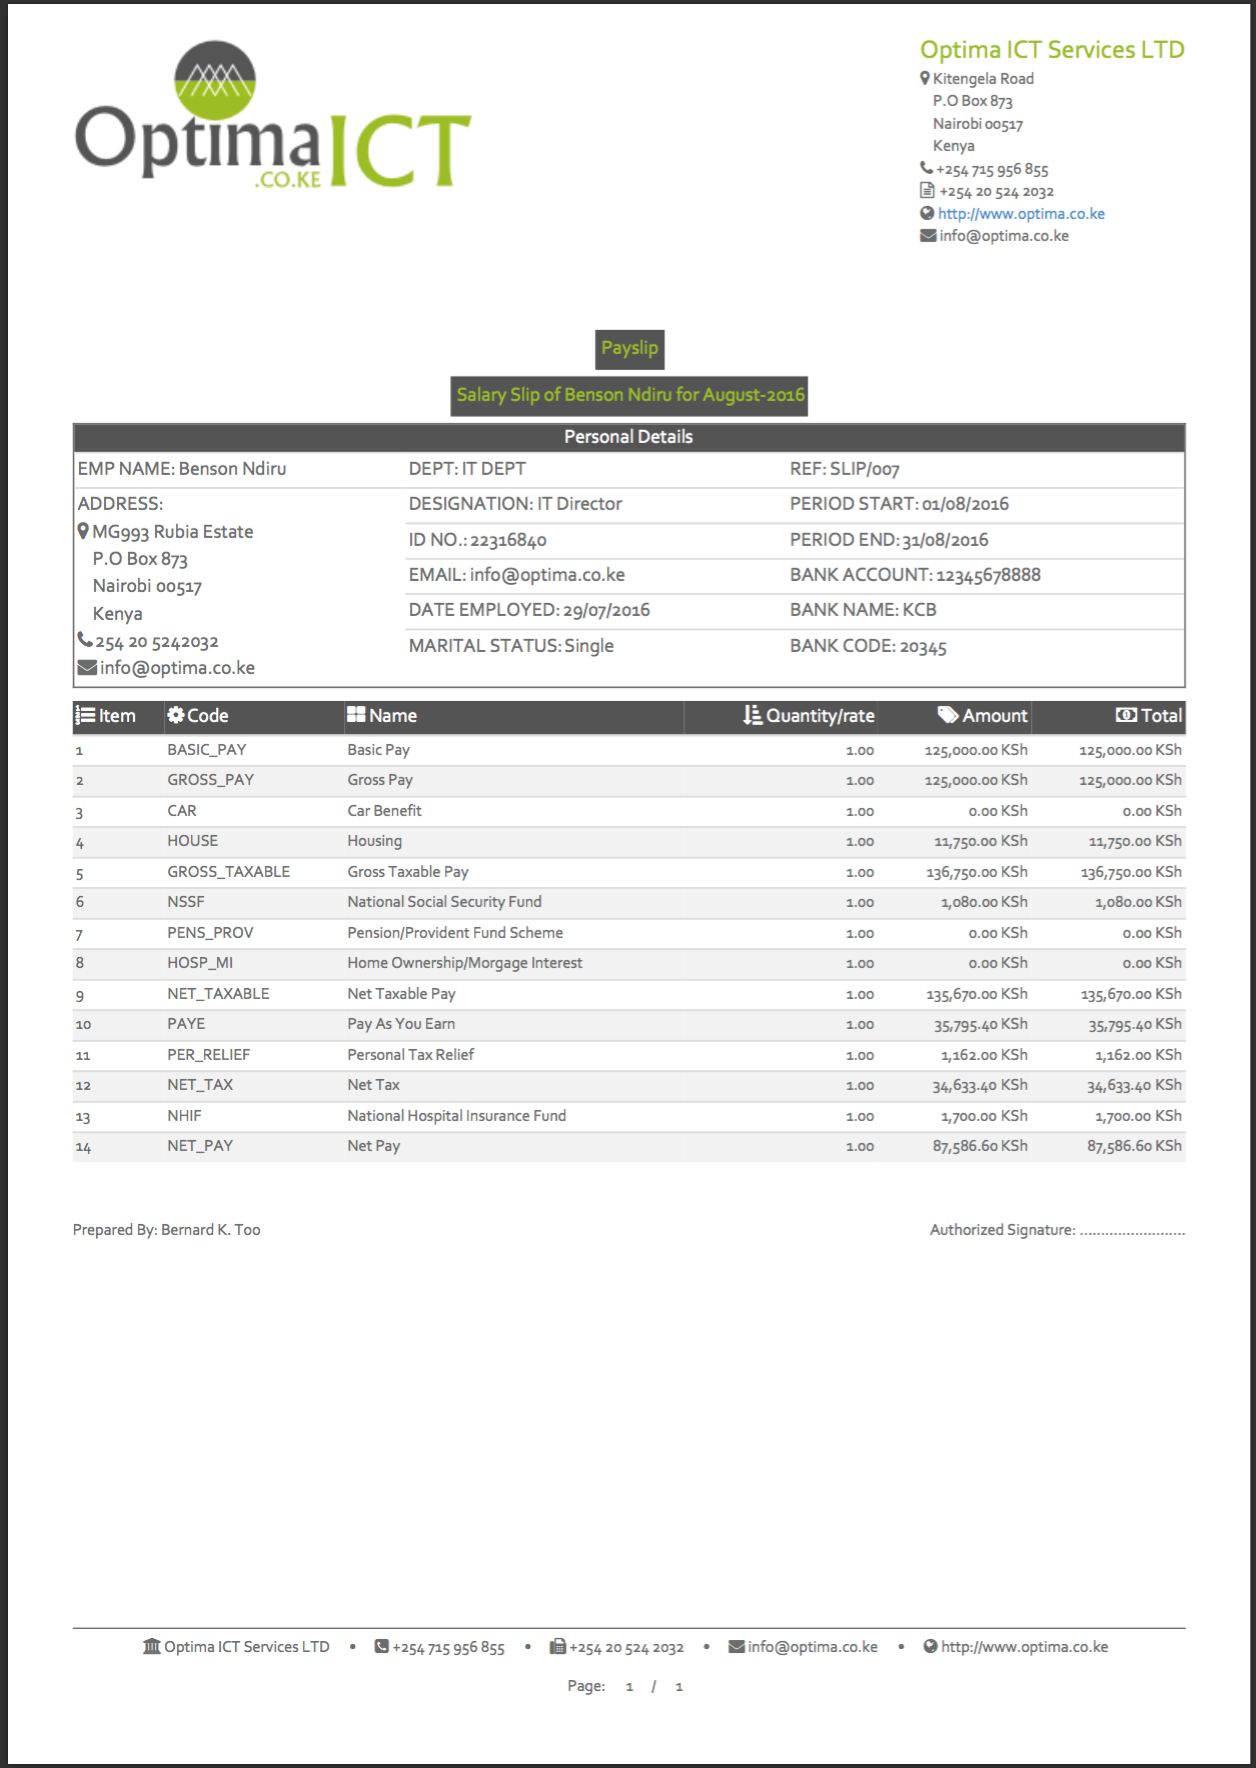 Optima ICT
.CO.KE
Optima ICT Services LTD
Kitengela Road
P.O Box 873
Nairobi 00517
Kenya
+254 715 956 855
+254 20 524 2032
http://www.optima.co.ke
info@optima.co.ke
Payslip
Salary Slip of Benson Ndiru for August-2016
Personal Details
EMP NAME: Benson Ndiru DEPT: IT DEPT REF: SLIP/007
ADDRESS: DESIGNATION: IT Director PERIOD START: 01/08/2016
MG993 Rubia Estate
P.O Box 873 ID NO.: 22316840 PERIOD END: 31/08/2016
Nairobi 00517 EMAIL: info@optima.co.ke BANK ACCOUNT: 12345678888
Kenya DATE EMPLOYED: 29/07/2016 BANK NAME: KCB
254 20 5242032 MARITAL STATUS: Single BANK CODE: 20345
info@optima.co.ke
Item Code Name Quantity/rate Amount Total
1 BASIC_PAY Basic Pay 1.00 125,000.00 KSh 125,000.00 KSh
2 GROSS_PAY Gross Pay 1.00 125,000.00 KSh 125,000.00 KSh
3 CAR Car Benefit 1.00 0.00 KSh 0.00 KSh
4 HOUSE Housing 1.00 11,750.00 KSh 11,750.00 KSh
5 GROSS_TAXABLE Gross Taxable Pay 1.00 136,750.00 KSh 136,750.00 KSh
6 NSSF National Social Security Fund 1.00 1,080.00 KSh 1,080.00 KSh
7 PENS_PROV Pension/Provident Fund Scheme 1.00 0.00 KSh 0.00 KSh
8 HOSP_MI Home Ownership/Morgage Interest 1.00 0.00 KSh 0.00 KSh
9 NET_TAXABLE Net Taxable Pay 1.00 135,670.00 KSh 135,670.00 KSh
10 PAYE Pay As You Earn 1.00 35,795.40 KSh 35,795.40 KSh
11 PER_RELIEF Personal Tax Relief 1.00 1,162.00 KSh 1,162.00 KSh
12 NET_TAX Net Tax 1.00 34,633.40 KSh 34,633.40 KSh
13 NHIF National Hospital Insurance Fund 1.00 1,700.00 KSh 1,700.00 KSh
14 NET_PAY Net Pay 1.00 87,586.60 KSh 87,586.60 KSh
Prepared By: Bernard K. Too Authorized Signature: .........................
Optima ICT Services LTD • +254 715 956 855 • +254 20 524 2032 • info@optima.co.ke • http://www.optima.co.ke
Page: 1 / 1